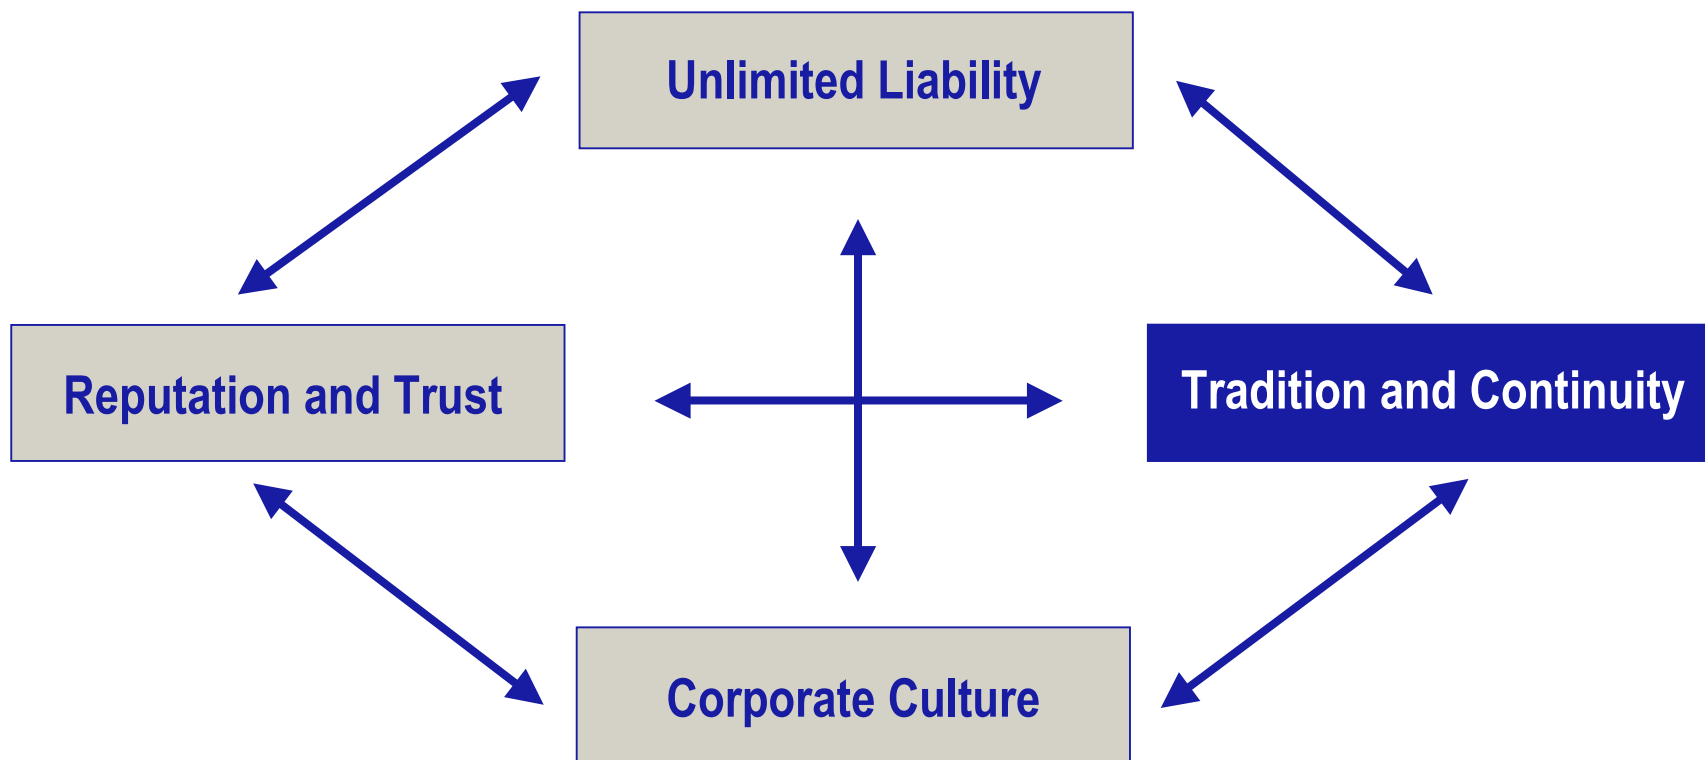 Unlimited Liability
Reputation and Trust
Tradition and Continuity
Corporate Culture